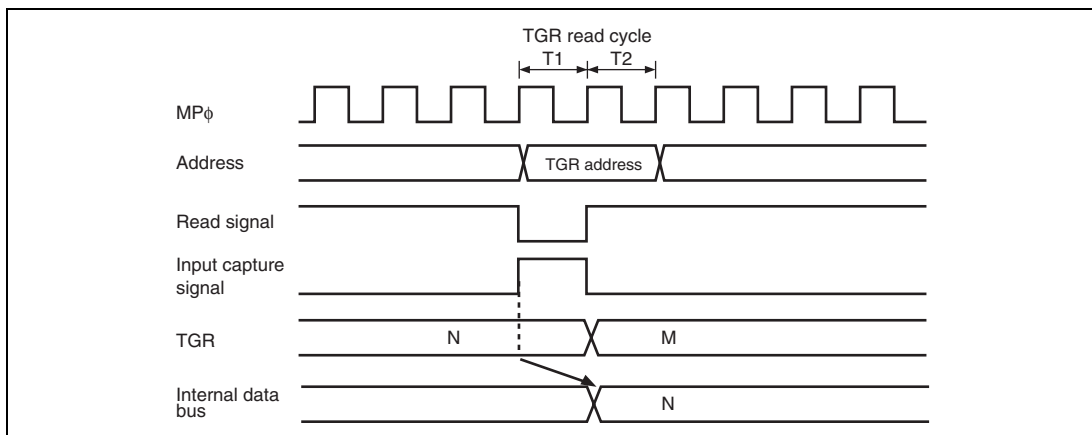 TGR read cycle
T1 T2
MPϕ
Address
TGR address
Read signal
Input capture
signal
TGR
N
M
Internal data
bus
N